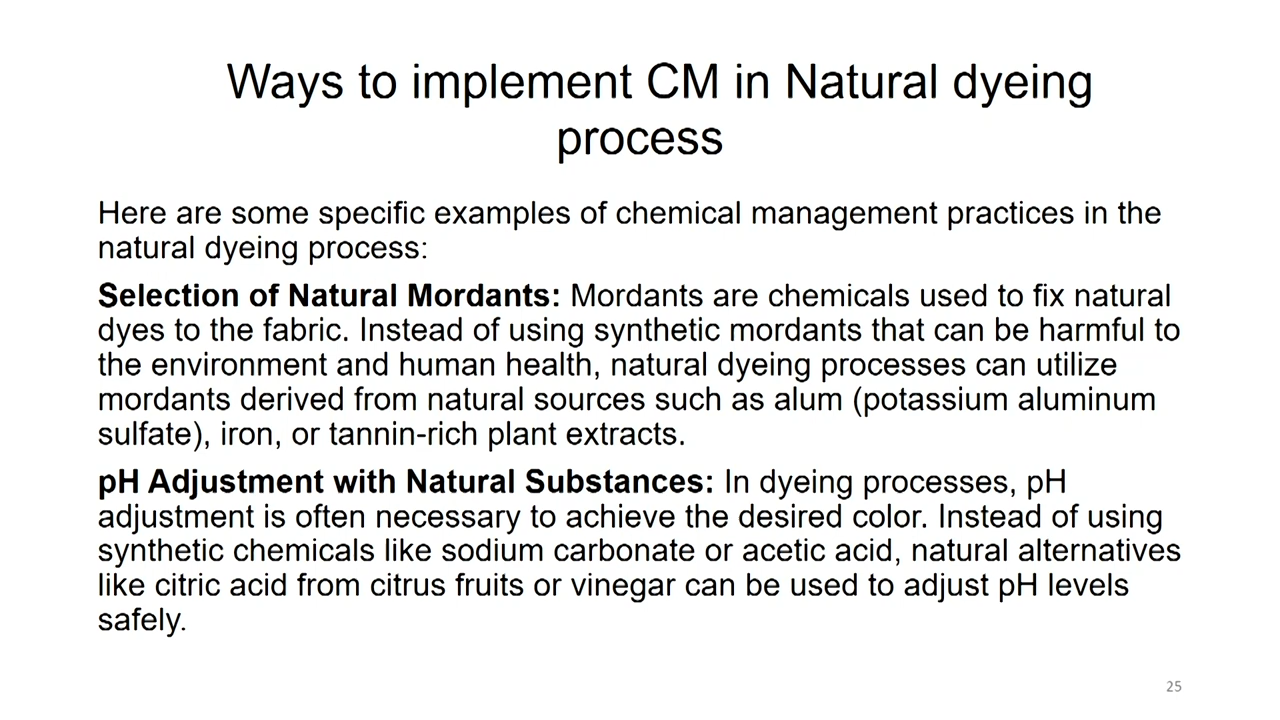 Ways to implement CM in Natural dyeing
process
Here are some specific examples of chemical management practices in the
natural dyeing process:
Selection of Natural Mordants: Mordants are chemicals used to fix natural
dyes to the fabric. Instead of using synthetic mordants that can be harmful to
the environment and human health, natural dyeing processes can utilize
mordants derived from natural sources such as alum (potassium aluminum
sulfate), iron, or tannin-rich plant extracts.
pH Adjustment with Natural Substances: In dyeing processes, pH
adjustment is often necessary to achieve the desired color. Instead of using
synthetic chemicals like sodium carbonate or acetic acid, natural alternatives
like citric acid from citrus fruits or vinegar can be used to adjust pH levels
safely.
25